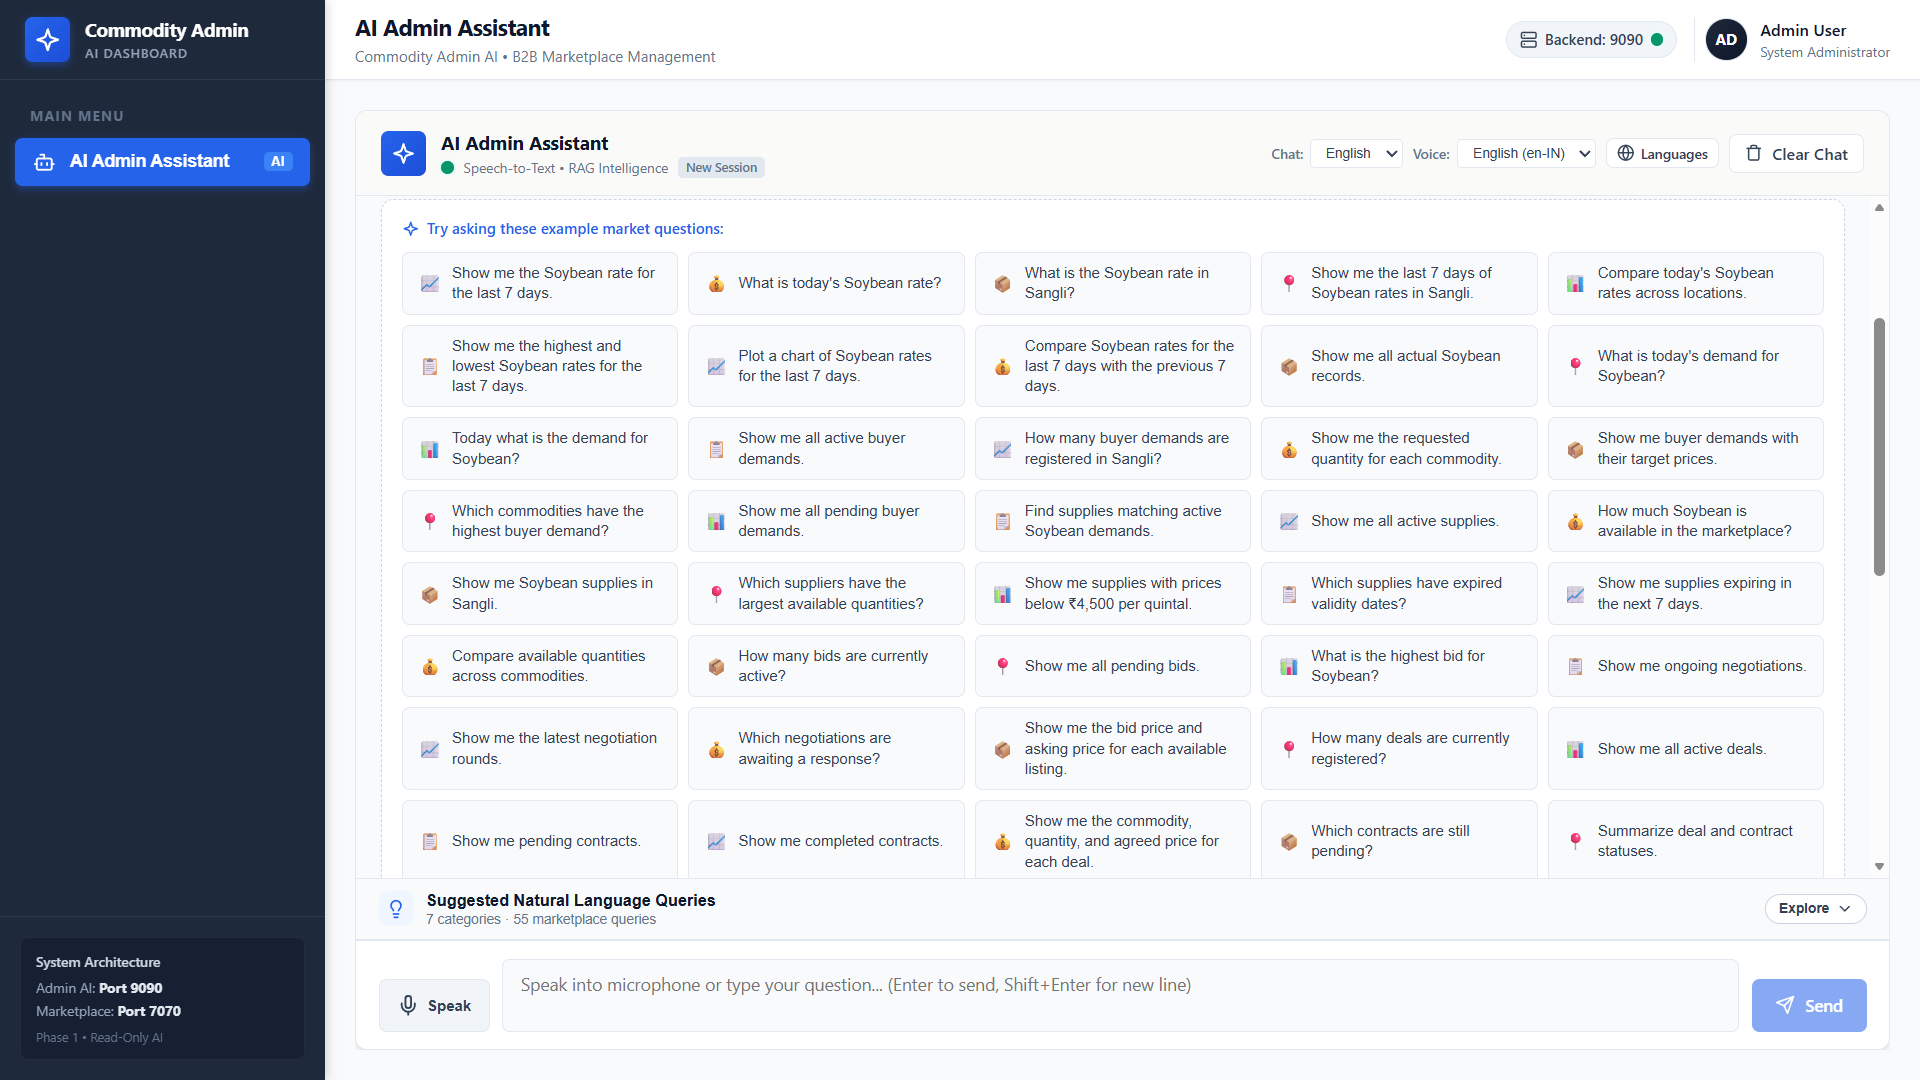 Commodity Admin
AI DASHBOARD
MAIN MENU
AI Admin Assistant
AI
System Architecture
Admin AI: Port 9090
Marketplace: Port 7070
Phase 1 • Read-Only AI
AI Admin Assistant
Commodity Admin AI • B2B Marketplace Management
Backend: 9090
AD
Admin User
System Administrator
AI Admin Assistant
Speech-to-Text • RAG Intelligence
New Session
Chat:
English
Voice:
English (en-IN)
Languages
Clear Chat
Try asking these example market questions:
Show me the Soybean rate for
the last 7 days.
What is today's Soybean rate?
What is the Soybean rate in
Sangli?
Show me the last 7 days of
Soybean rates in Sangli.
Compare today's Soybean
rates across locations.
Show me the highest and
lowest Soybean rates for the
last 7 days.
Plot a chart of Soybean rates
for the last 7 days.
Compare Soybean rates for the
last 7 days with the previous 7
days.
Show me all actual Soybean
records.
What is today's demand for
Soybean?
Today what is the demand for
Soybean?
Show me all active buyer
demands.
How many buyer demands are
registered in Sangli?
Show me the requested
quantity for each commodity.
Show me buyer demands with
their target prices.
Which commodities have the
highest buyer demand?
Show me all pending buyer
demands.
Find supplies matching active
Soybean demands.
Show me all active supplies.
How much Soybean is
available in the marketplace?
Show me Soybean supplies in
Sangli.
Which suppliers have the
largest available quantities?
Show me supplies with prices
below ₹4,500 per quintal.
Which supplies have expired
validity dates?
Show me supplies expiring in
the next 7 days.
Compare available quantities
across commodities.
How many bids are currently
active?
Show me all pending bids.
What is the highest bid for
Soybean?
Show me ongoing negotiations.
Show me the latest negotiation
rounds.
Which negotiations are
awaiting a response?
Show me the bid price and
asking price for each available
listing.
How many deals are currently
registered?
Show me all active deals.
Show me pending contracts.
Show me completed contracts.
Show me the commodity,
quantity, and agreed price for
each deal.
Which contracts are still
pending?
Summarize deal and contract
statuses.
Suggested Natural Language Queries
7 categories · 55 marketplace queries
Explore
Speak
Speak into microphone or type your question... (Enter to send, Shift+Enter for new line)
Send